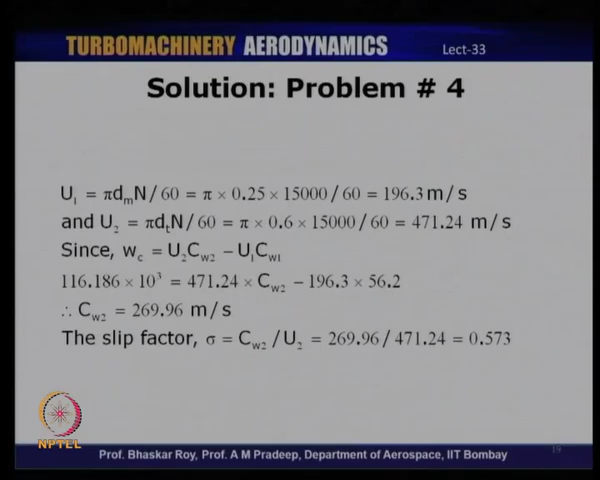 TURBOMACHINERY AERODYNAMICS Lect-33
Solution: Problem # 4
U₁ = πdₘN/60 = π × 0.25 × 15000/60 = 196.3 m/s
and U₂ = πdₜN/60 = π × 0.6 × 15000/60 = 471.24 m/s
Since, w_c = U₂C_w2 − U₁C_w1
116.186 × 10³ = 471.24 × C_w2 − 196.3 × 56.2
∴ C_w2 = 269.96 m/s
The slip factor, σ = C_w2/U₂ = 269.96/471.24 = 0.573
NPTEL
Prof. Bhaskar Roy, Prof. A M Pradeep, Department of Aerospace, IIT Bombay
19